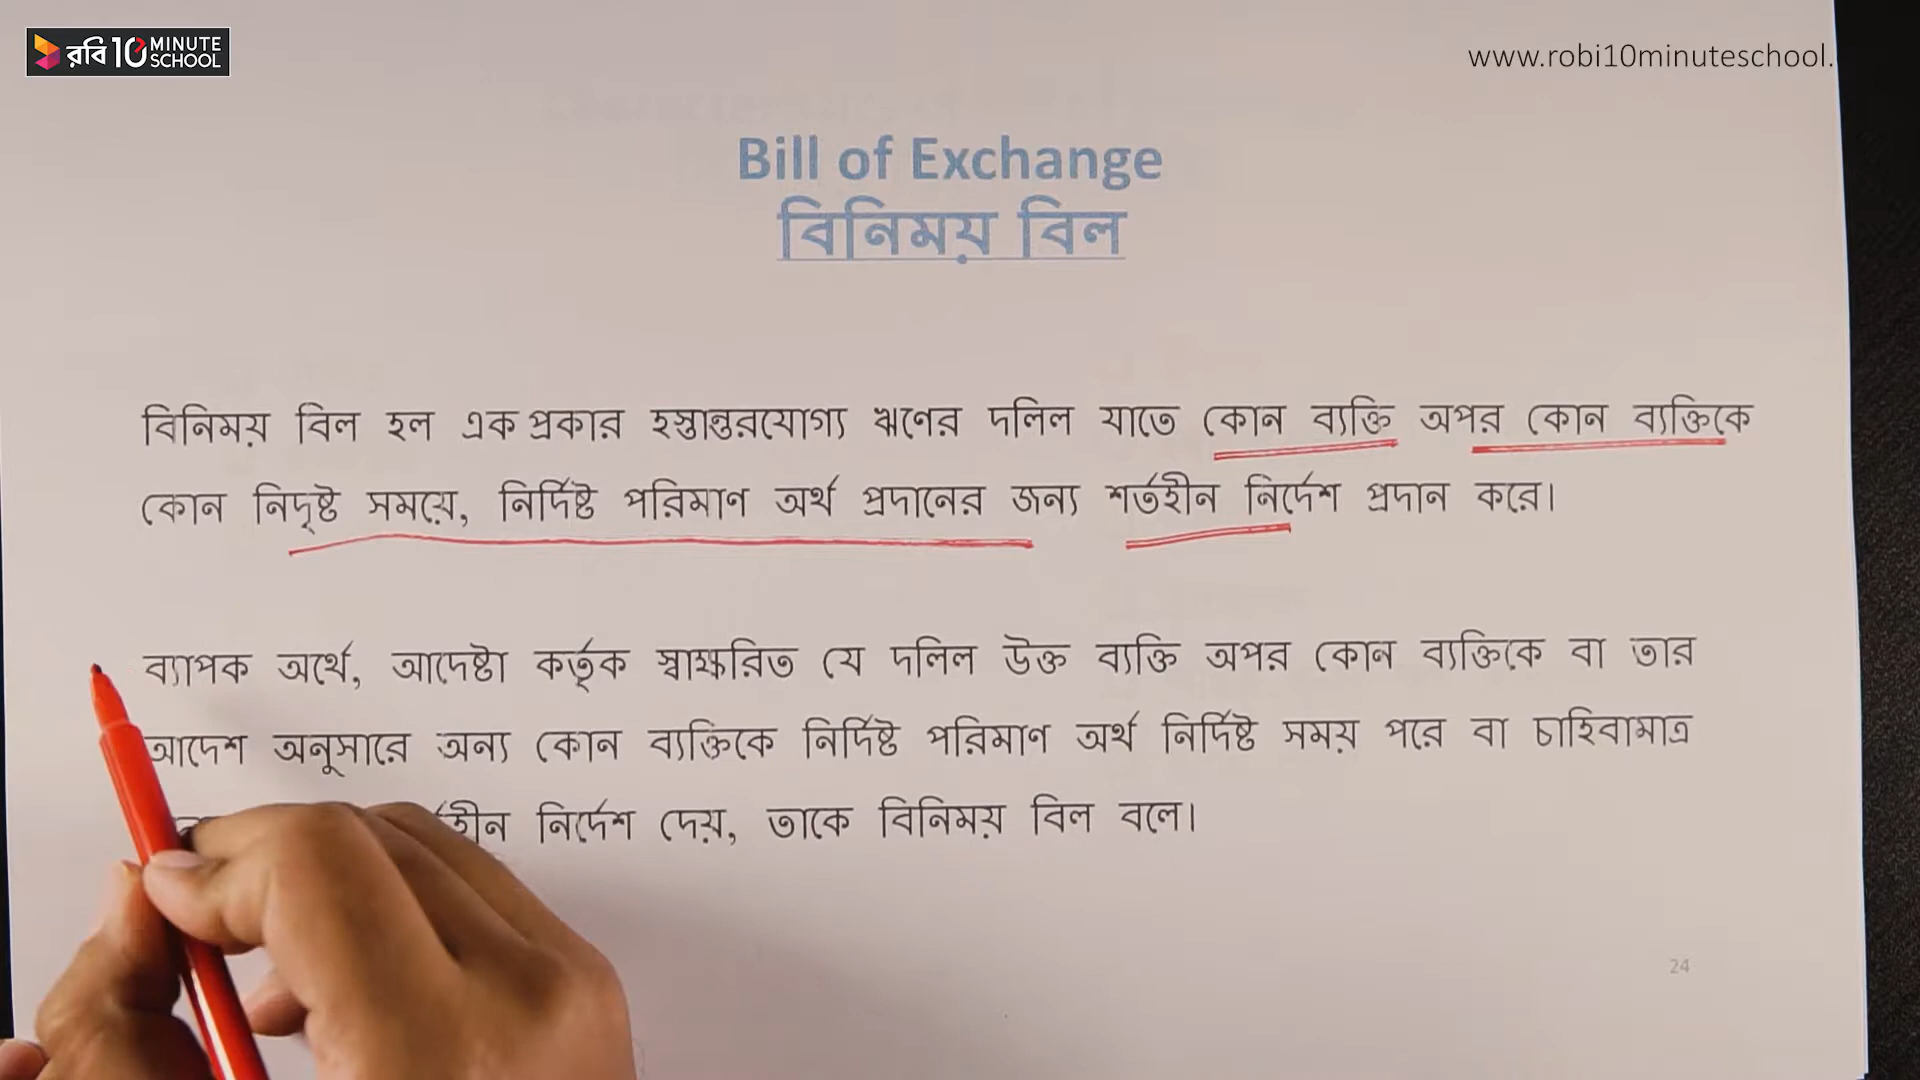 রবি 10 MINUTE SCHOOL
www.robi10minuteschool.
Bill of Exchange
বিনিময় বিল
বিনিময় বিল হল এক প্রকার হস্তান্তরযোগ্য ঋণের দলিল যাতে কোন ব্যক্তি অপর কোন ব্যক্তিকে
কোন নিদৃষ্ট সময়ে, নির্দিষ্ট পরিমাণ অর্থ প্রদানের জন্য শর্তহীন নির্দেশ প্রদান করে।
ব্যাপক অর্থে, আদেষ্টা কর্তৃক স্বাক্ষরিত যে দলিল উক্ত ব্যক্তি অপর কোন ব্যক্তিকে বা তার
আদেশ অনুসারে অন্য কোন ব্যক্তিকে নির্দিষ্ট পরিমাণ অর্থ নির্দিষ্ট সময় পরে বা চাহিবামাত্র
নির্দেশ দেয়, তাকে বিনিময় বিল বলে।
24